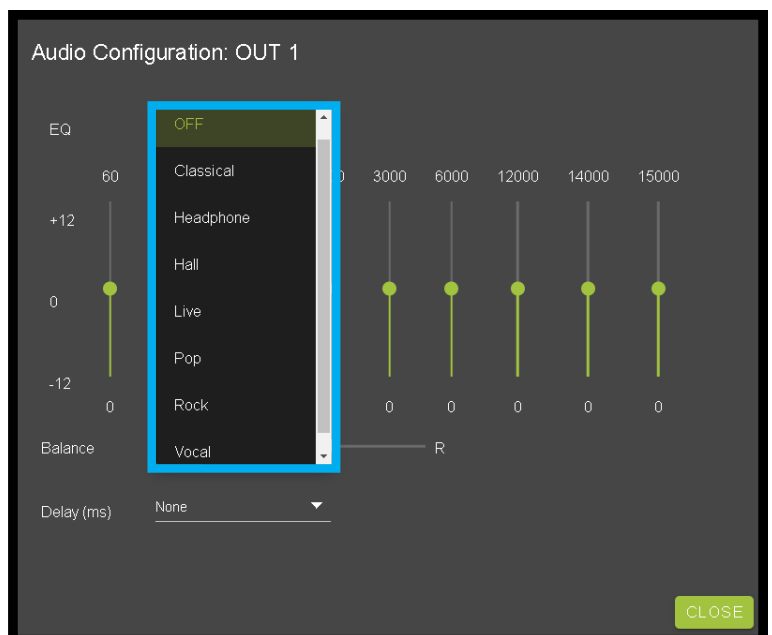 Audio Configuration: OUT 1
EQ
OFF
Classical
Headphone
Hall
Live
Pop
Rock
Vocal
60 3000 6000 12000 14000 15000
+12
0
-12
0 0 0 0 0 0
Balance R
Delay (ms) None
CLOSE